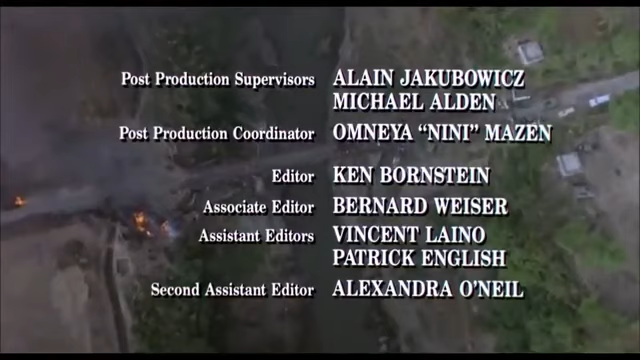 Post Production Supervisors ALAIN JAKUBOWICZ
MICHAEL ALDEN
Post Production Coordinator OMNEYA “NINI” MAZEN
Editor KEN BORNSTEIN
Associate Editor BERNARD WEISER
Assistant Editors VINCENT LAINO
PATRICK ENGLISH
Second Assistant Editor ALEXANDRA O'NEIL